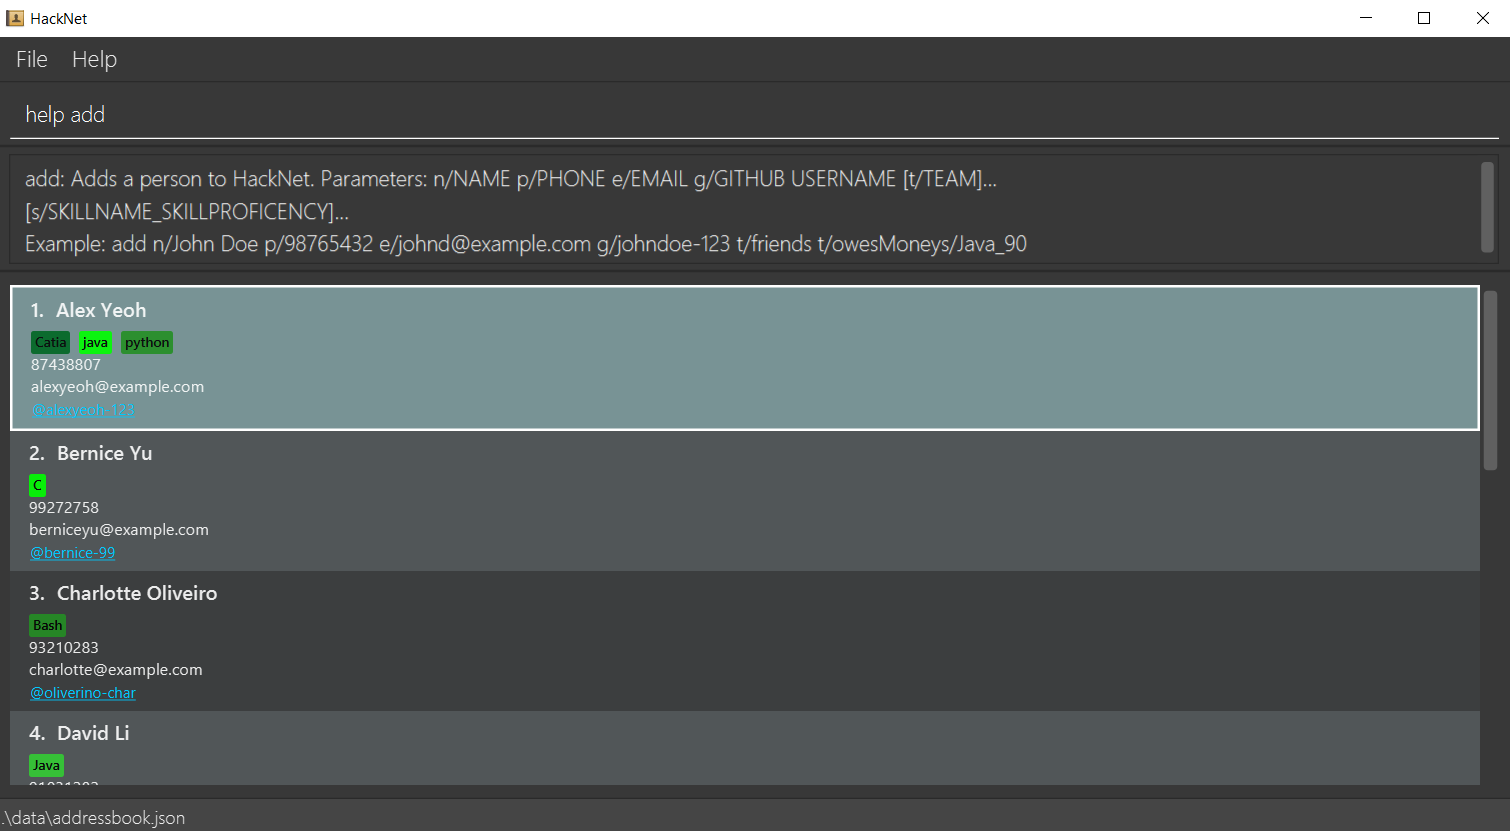 HackNet
File Help
help add
add: Adds a person to HackNet. Parameters: n/NAME p/PHONE e/EMAIL g/GITHUB USERNAME [t/TEAM]...
[s/SKILLNAME_SKILLPROFICENCY]...
Example: add n/John Doe p/98765432 e/johnd@example.com g/johndoe-123 t/friends t/owesMoneys/Java_90
1. Alex Yeoh
Catia java python
87438807
alexyeoh@example.com
@alexyeoh-123
2. Bernice Yu
C
99272758
berniceyu@example.com
@bernice-99
3. Charlotte Oliveiro
Bash
93210283
charlotte@example.com
@oliverino-char
4. David Li
Java
.\data\addressbook.json